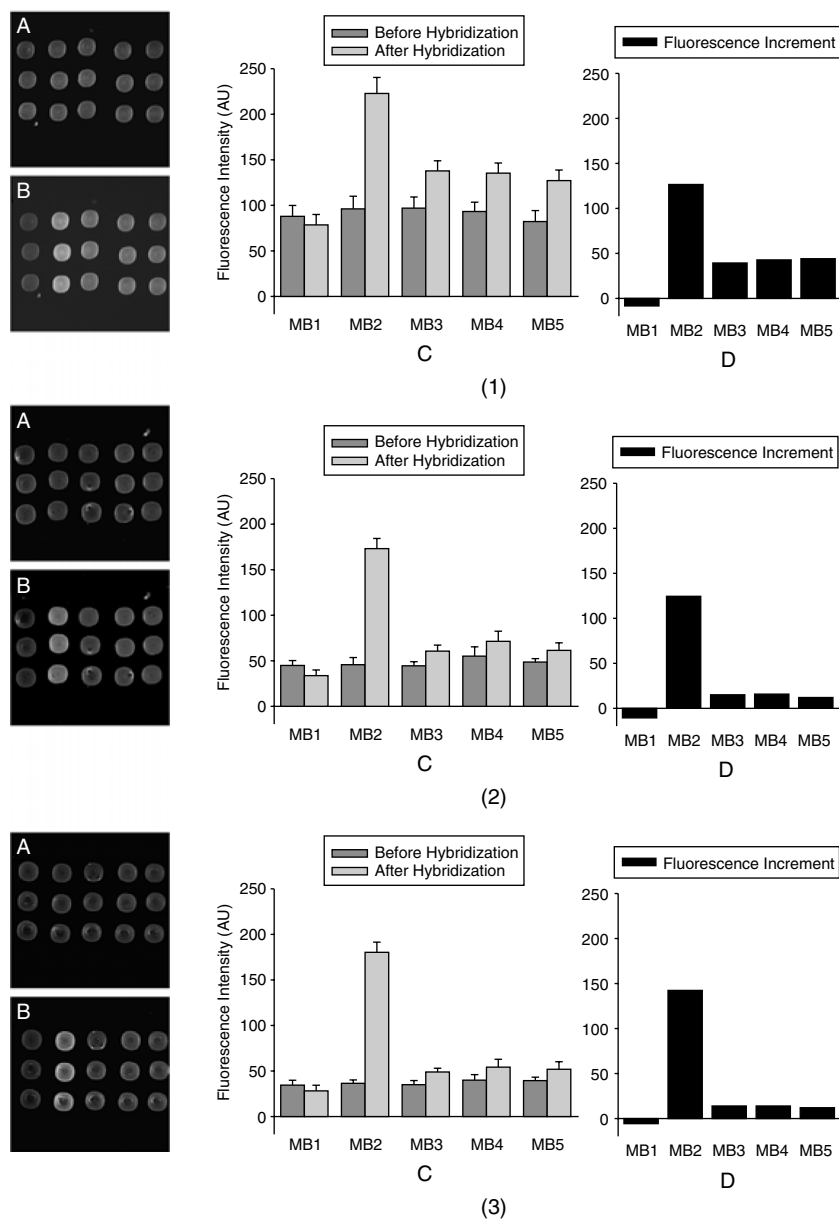 A
B
Before Hybridization
After Hybridization
Fluorescence Intensity (AU)
250
200
150
100
50
0
MB1 MB2 MB3 MB4 MB5
C
Fluorescence Increment
250
200
150
100
50
0
MB1 MB2 MB3 MB4 MB5
D
(1)
A
B
Before Hybridization
After Hybridization
Fluorescence Intensity (AU)
250
200
150
100
50
0
MB1 MB2 MB3 MB4 MB5
C
Fluorescence Increment
250
200
150
100
50
0
MB1 MB2 MB3 MB4 MB5
D
(2)
A
B
Before Hybridization
After Hybridization
Fluorescence Intensity (AU)
250
200
150
100
50
0
MB1 MB2 MB3 MB4 MB5
C
Fluorescence Increment
250
200
150
100
50
0
MB1 MB2 MB3 MB4 MB5
D
(3)